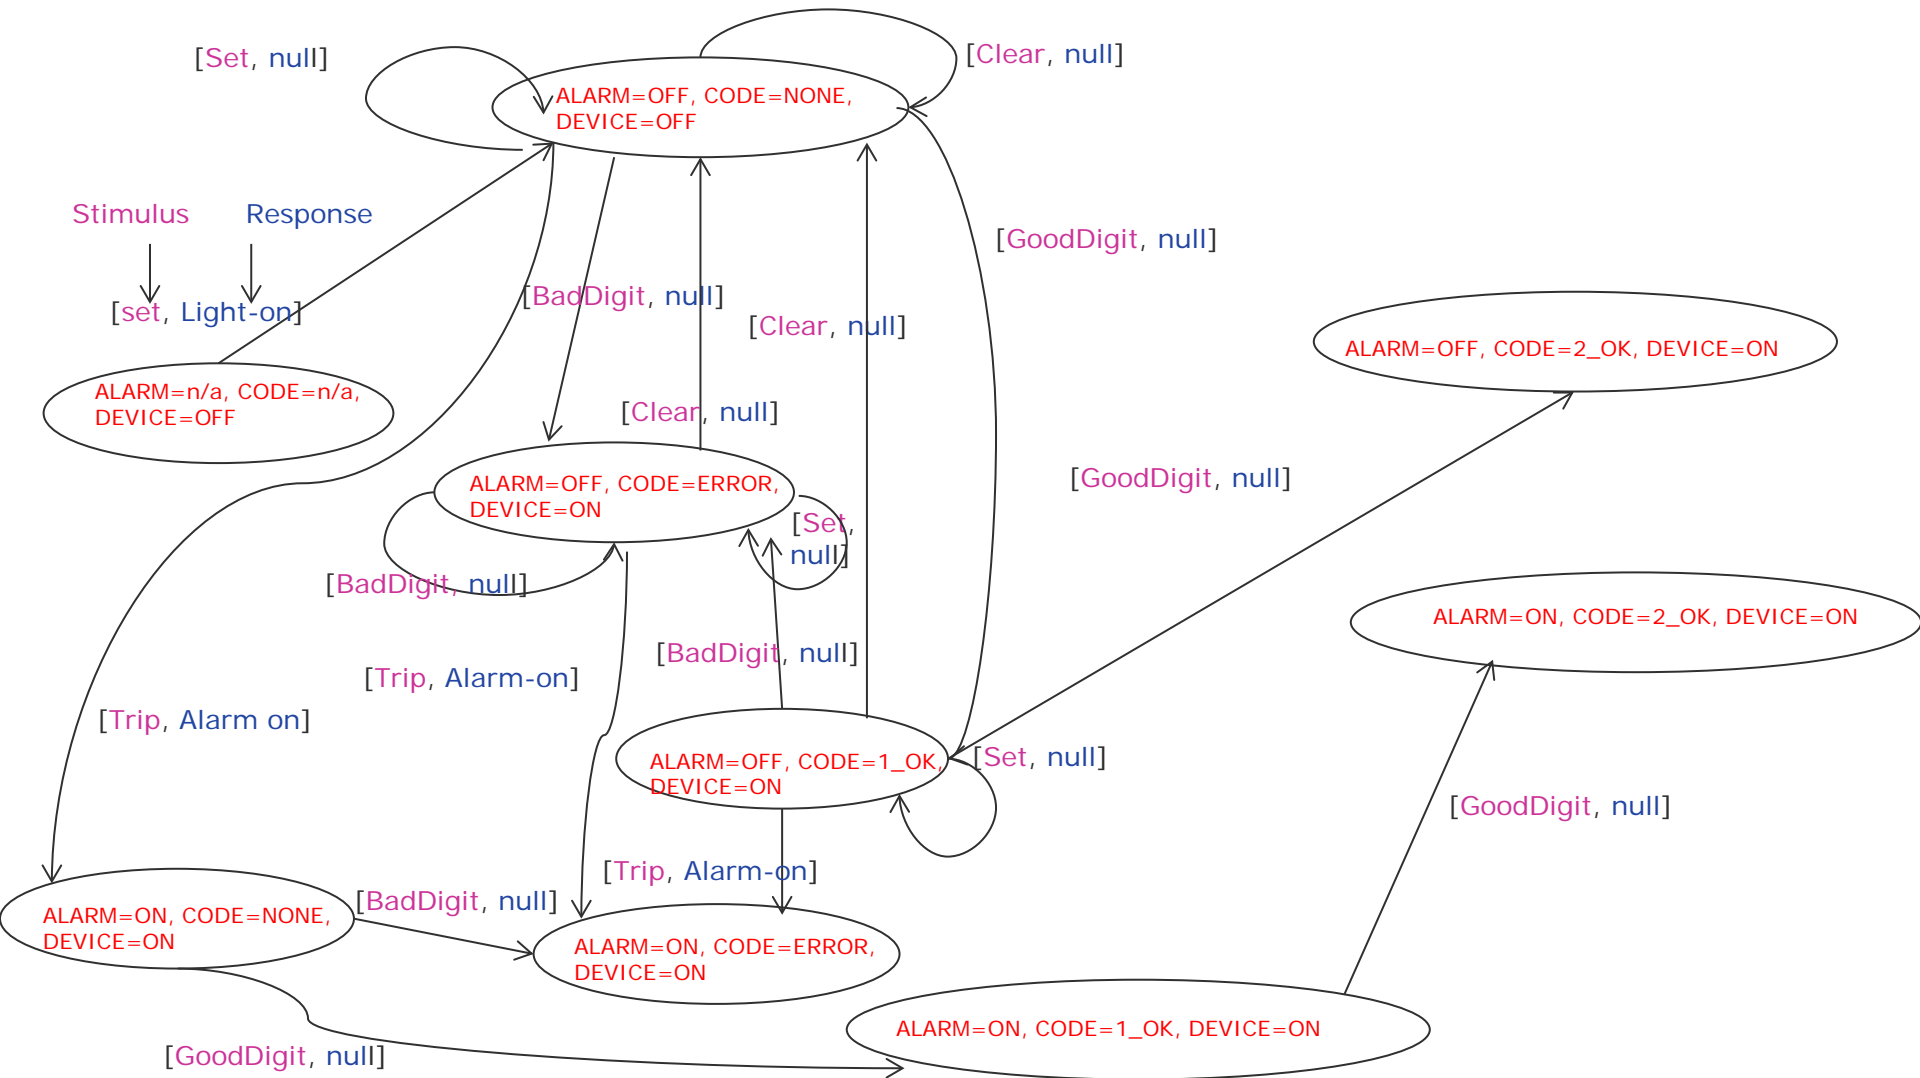 [Set, null]
[Clear, null]
ALARM=OFF, CODE=NONE,
DEVICE=OFF
Stimulus
Response
[GoodDigit, null]
[set, Light-on]
[BadDigit, null]
[Clear, null]
ALARM=OFF, CODE=2_OK, DEVICE=ON
ALARM=n/a, CODE=n/a,
DEVICE=OFF
[Clear, null]
[GoodDigit, null]
ALARM=OFF, CODE=ERROR,
DEVICE=ON
[Set,
null]
[BadDigit, null]
ALARM=ON, CODE=2_OK, DEVICE=ON
[BadDigit, null]
[Trip, Alarm-on]
[Trip, Alarm on]
ALARM=OFF, CODE=1_OK,
DEVICE=ON
[Set, null]
[GoodDigit, null]
[Trip, Alarm-on]
[BadDigit, null]
ALARM=ON, CODE=NONE,
DEVICE=ON
ALARM=ON, CODE=ERROR,
DEVICE=ON
ALARM=ON, CODE=1_OK, DEVICE=ON
[GoodDigit, null]